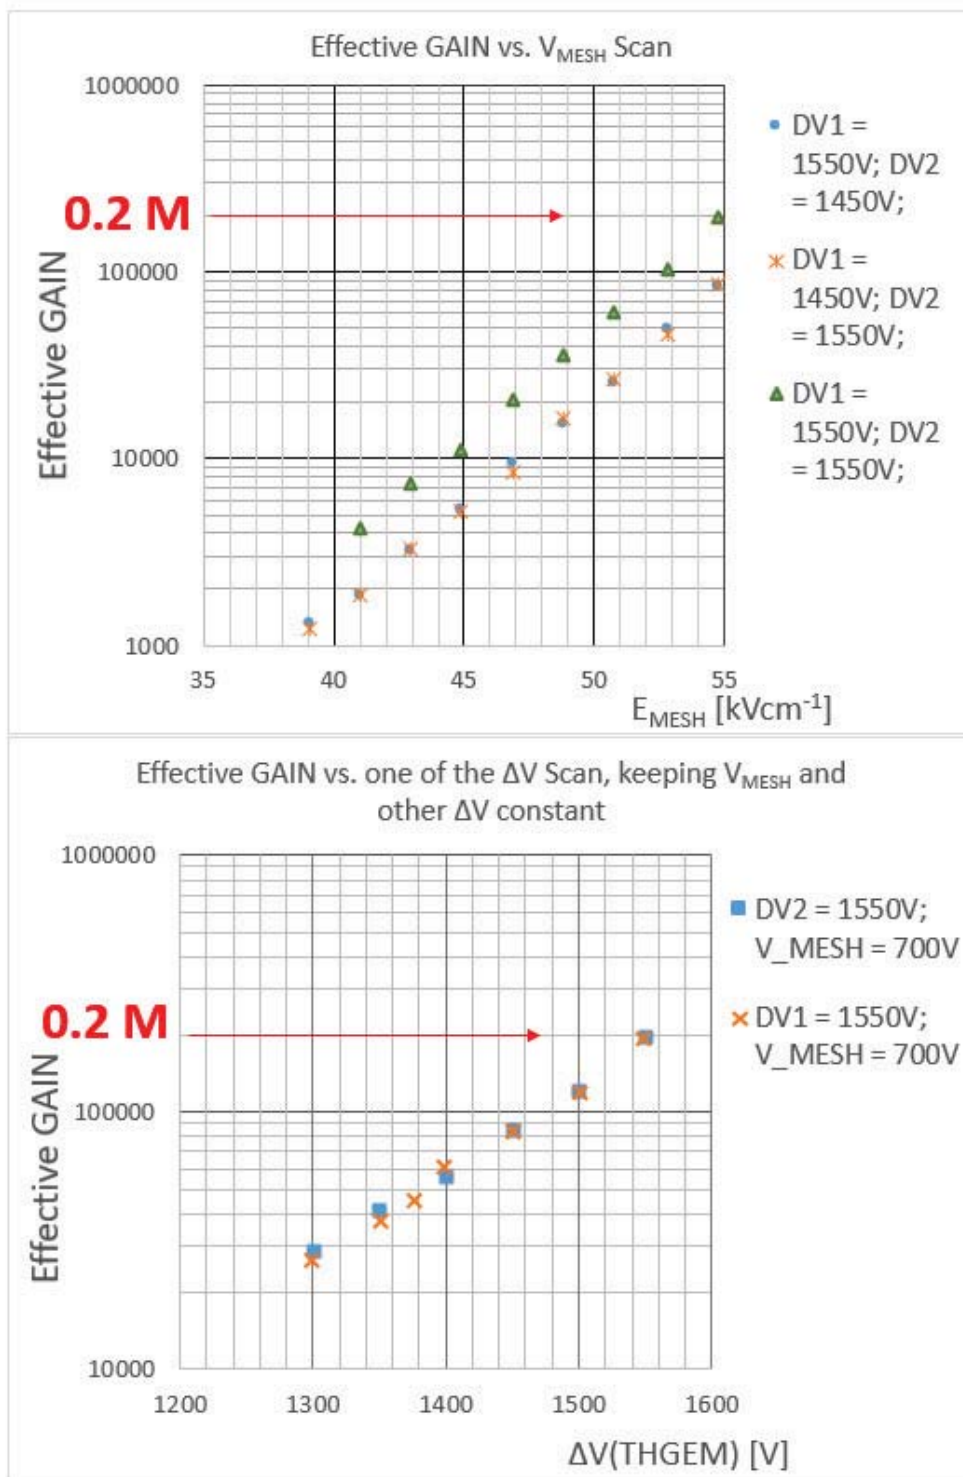 Effective GAIN vs. V_MESH Scan
1000000
0.2 M
100000
10000
1000
Effective GAIN
35 40 45 50 55
E_MESH [kVcm⁻¹]
DV1 =
1550V; DV2
= 1450V;
DV1 =
1450V; DV2
= 1550V;
DV1 =
1550V; DV2
= 1550V;
Effective GAIN vs. one of the ΔV Scan, keeping V_MESH and
other ΔV constant
1000000
0.2 M
100000
10000
Effective GAIN
1200 1300 1400 1500 1600
ΔV(THGEM) [V]
DV2 = 1550V;
V_MESH = 700V
DV1 = 1550V;
V_MESH = 700V